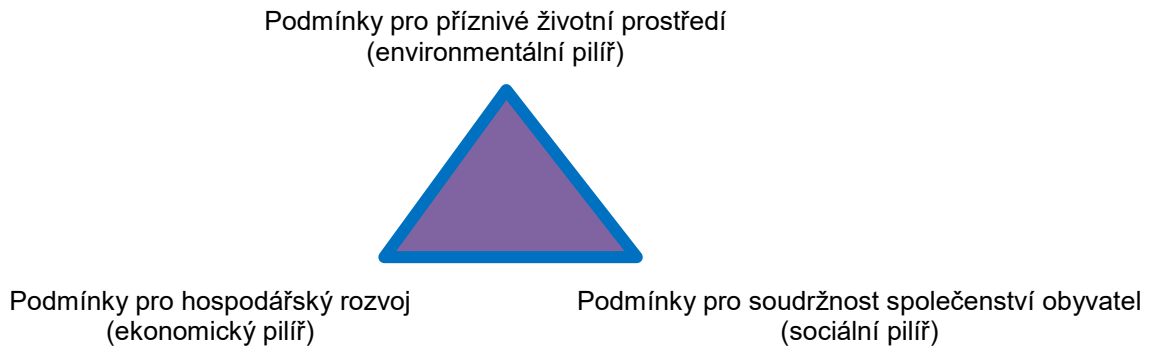 Podmínky pro příznivé životní prostředí
(environmentální pilíř)
Podmínky pro hospodářský rozvoj
(ekonomický pilíř)
Podmínky pro soudržnost společenství obyvatel
(sociální pilíř)